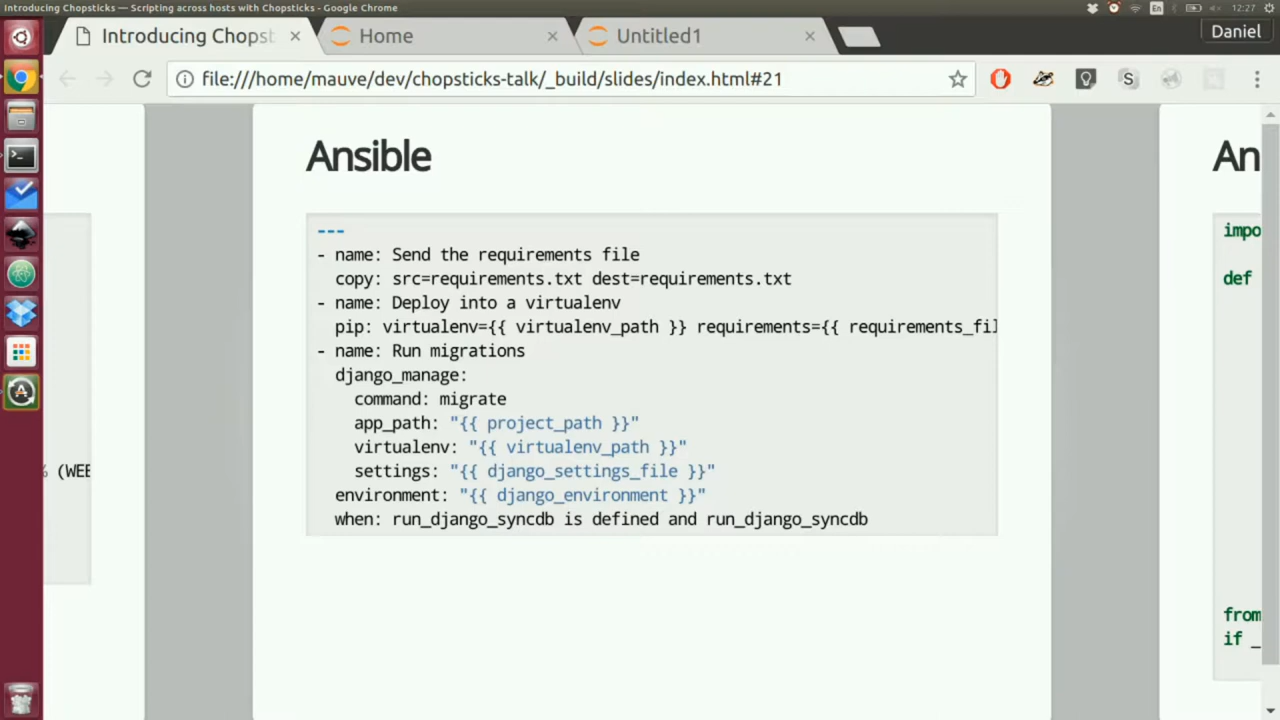 Introducing Chopsticks — Scripting across hosts with Chopsticks - Google Chrome
En
12:27
Introducing Chopst
Home
Untitled1
Daniel
file:///home/mauve/dev/chopsticks-talk/_build/slides/index.html#21
S
Ansible
---
- name: Send the requirements file
copy: src=requirements.txt dest=requirements.txt
- name: Deploy into a virtualenv
pip: virtualenv={{ virtualenv_path }} requirements={{ requirements_fil
- name: Run migrations
django_manage:
command: migrate
app_path: "{{ project_path }}"
virtualenv: "{{ virtualenv_path }}"
settings: "{{ django_settings_file }}"
environment: "{{ django_environment }}"
when: run_django_syncdb is defined and run_django_syncdb
% (WEE
An
impo
def
from
if _